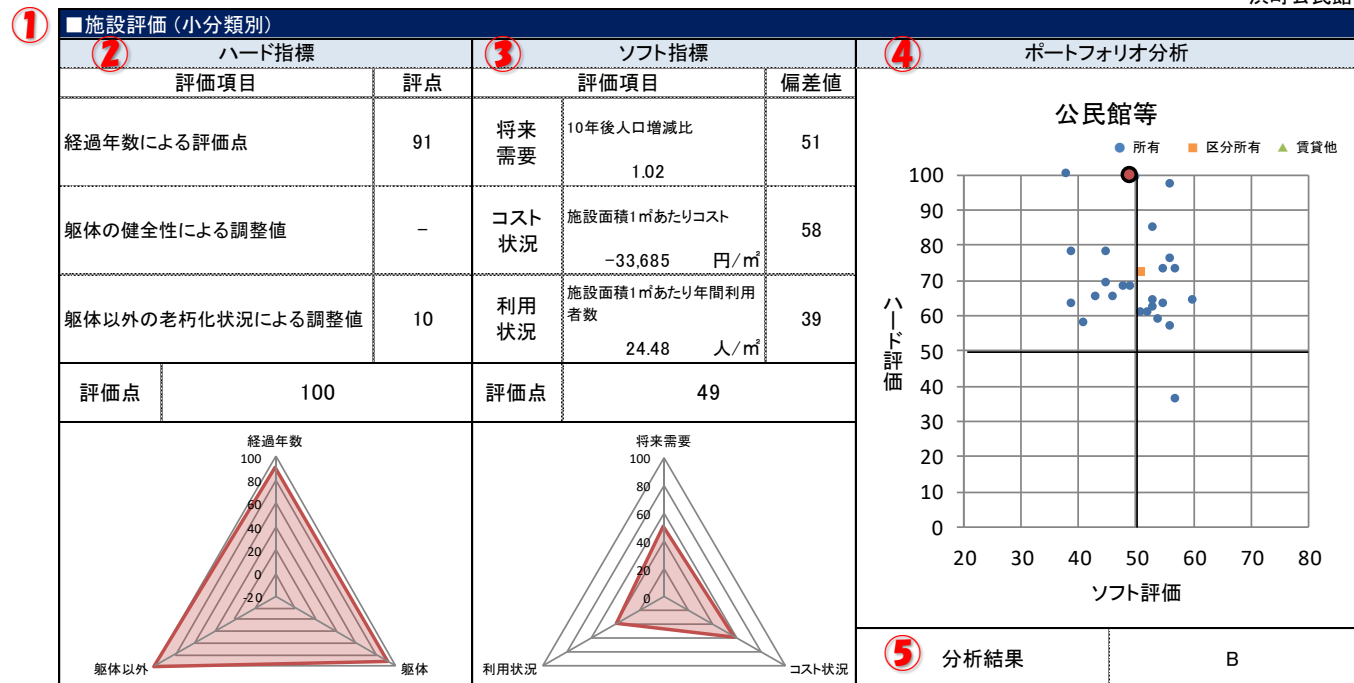 ①
■施設評価（小分類別）
② ハード指標
評価項目 評点
経過年数による評価点 91
躯体の健全性による調整値 －
躯体以外の老朽化状況による調整値 10
評価点 100
経過年数
100
80
60
40
20
0
-20
躯体以外
躯体
③ ソフト指標
評価項目 偏差値
将来
需要
10年後人口増減比
1.02
51
コスト
状況
施設面積1㎡あたりコスト
-33,685 円/㎡
58
利用
状況
施設面積1㎡あたり年間利用
者数
24.48 人/㎡
39
評価点 49
将来需要
100
80
60
40
20
0
利用状況
コスト状況
④ ポートフォリオ分析
公民館等
所有 区分所有 賃貸他
ハード評価
100
90
80
70
60
50
40
30
20
10
0
20 30 40 50 60 70 80
ソフト評価
⑤ 分析結果 B